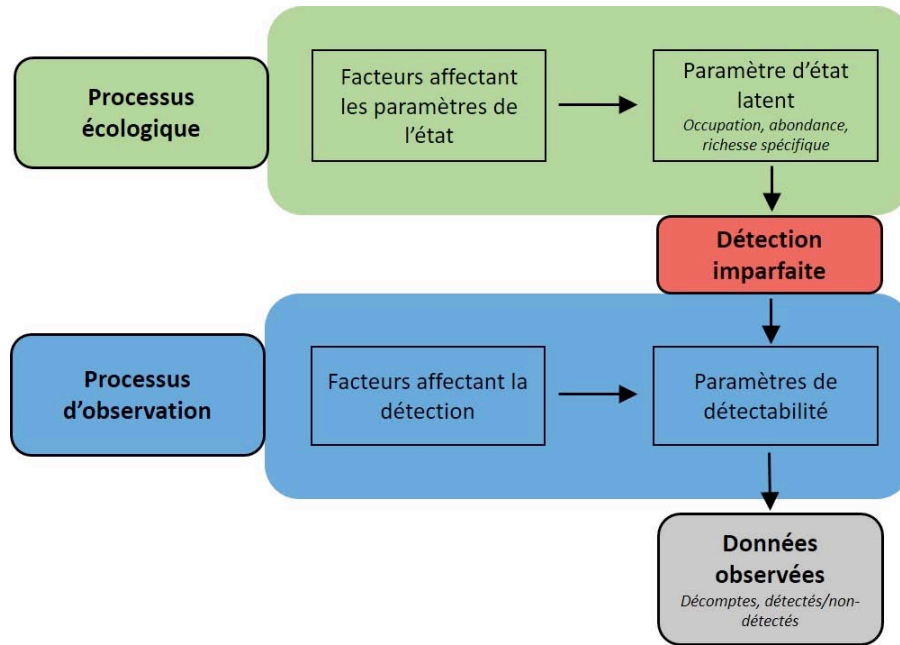 Processus
écologique
Facteurs affectant
les paramètres de
l'état
Paramètre d'état
latent
Occupation, abondance,
richesse spécifique
Détection
imparfaite
Processus
d'observation
Facteurs affectant la
détection
Paramètres de
détectabilité
Données
observées
Décomptes, détectés/non-
détectés